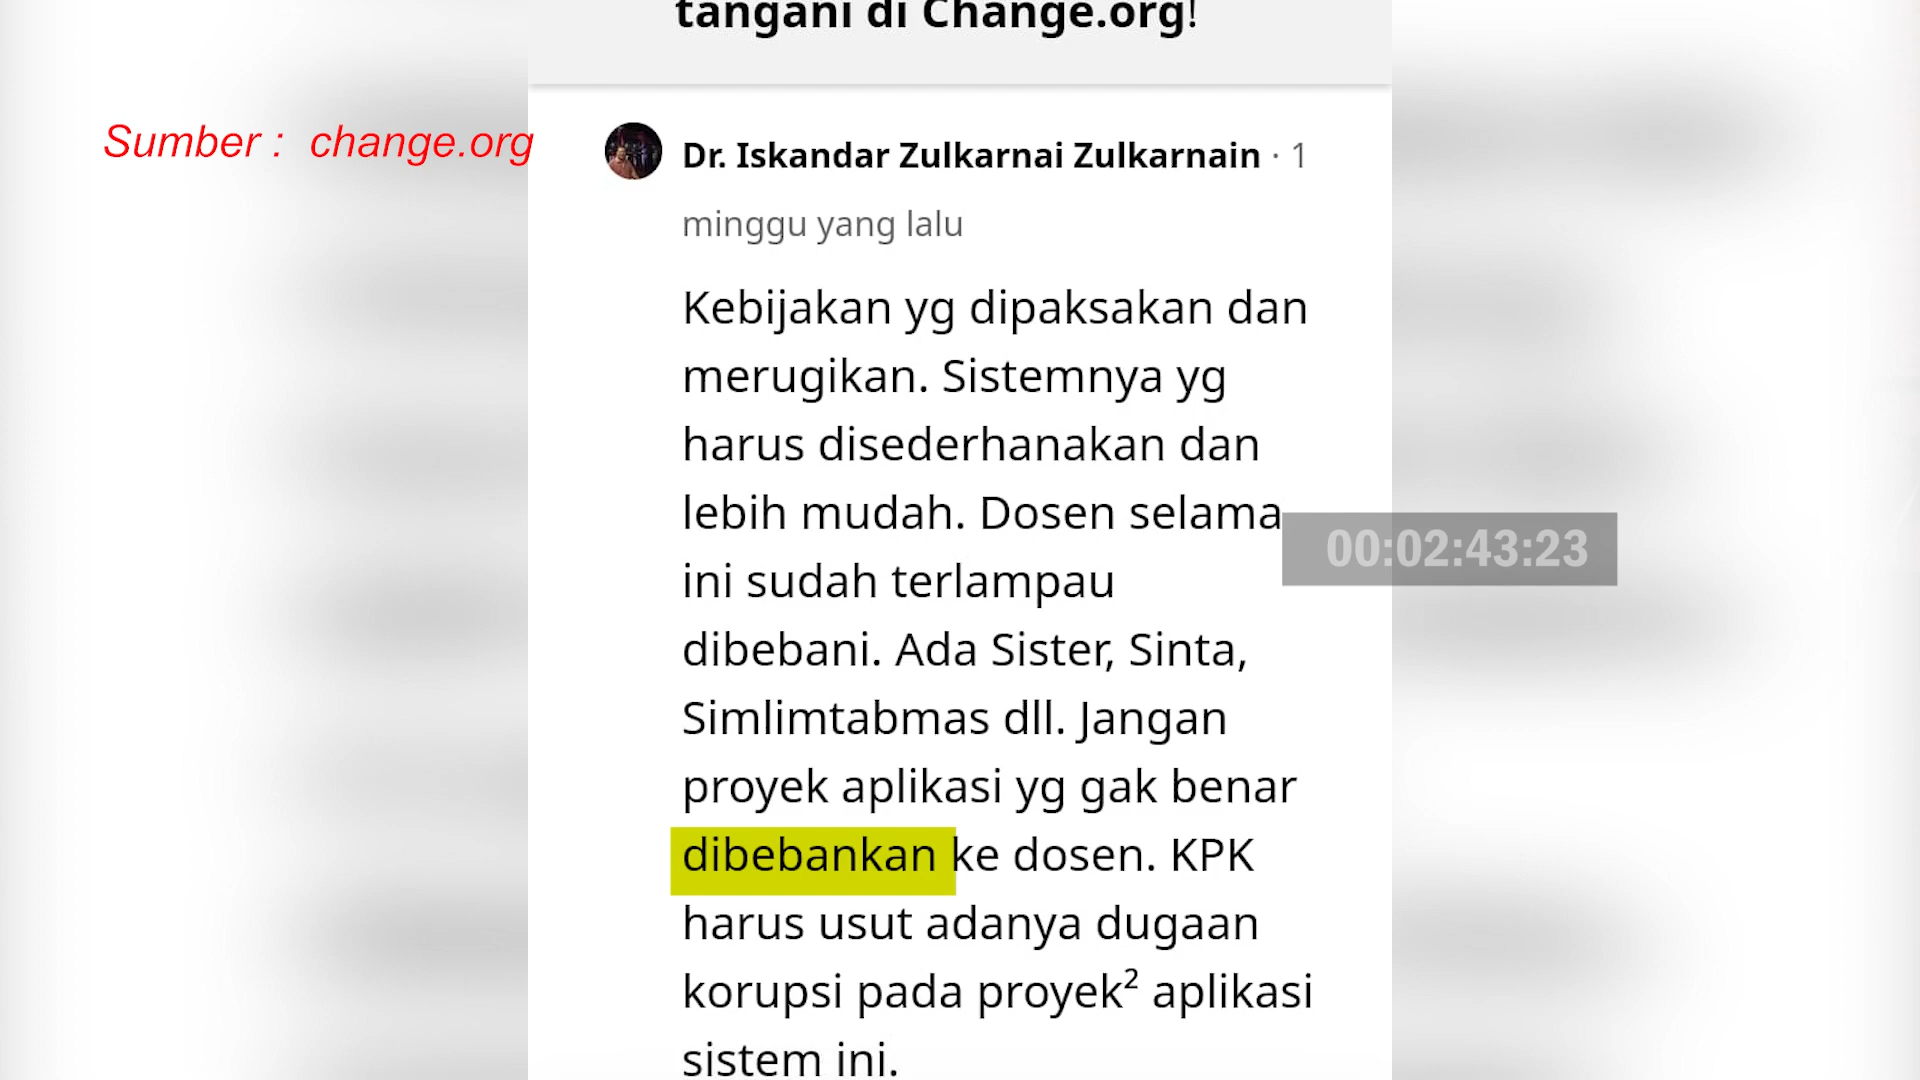 tangani di Change.org!
Sumber : change.org
Dr. Iskandar Zulkarnai Zulkarnain · 1
minggu yang lalu
Kebijakan yg dipaksakan dan
merugikan. Sistemnya yg
harus disederhanakan dan
lebih mudah. Dosen selama
00:02:43:23
ini sudah terlampau
dibebani. Ada Sister, Sinta,
Simlimtabmas dll. Jangan
proyek aplikasi yg gak benar
dibebankan ke dosen. KPK
harus usut adanya dugaan
korupsi pada proyek² aplikasi
sistem ini.